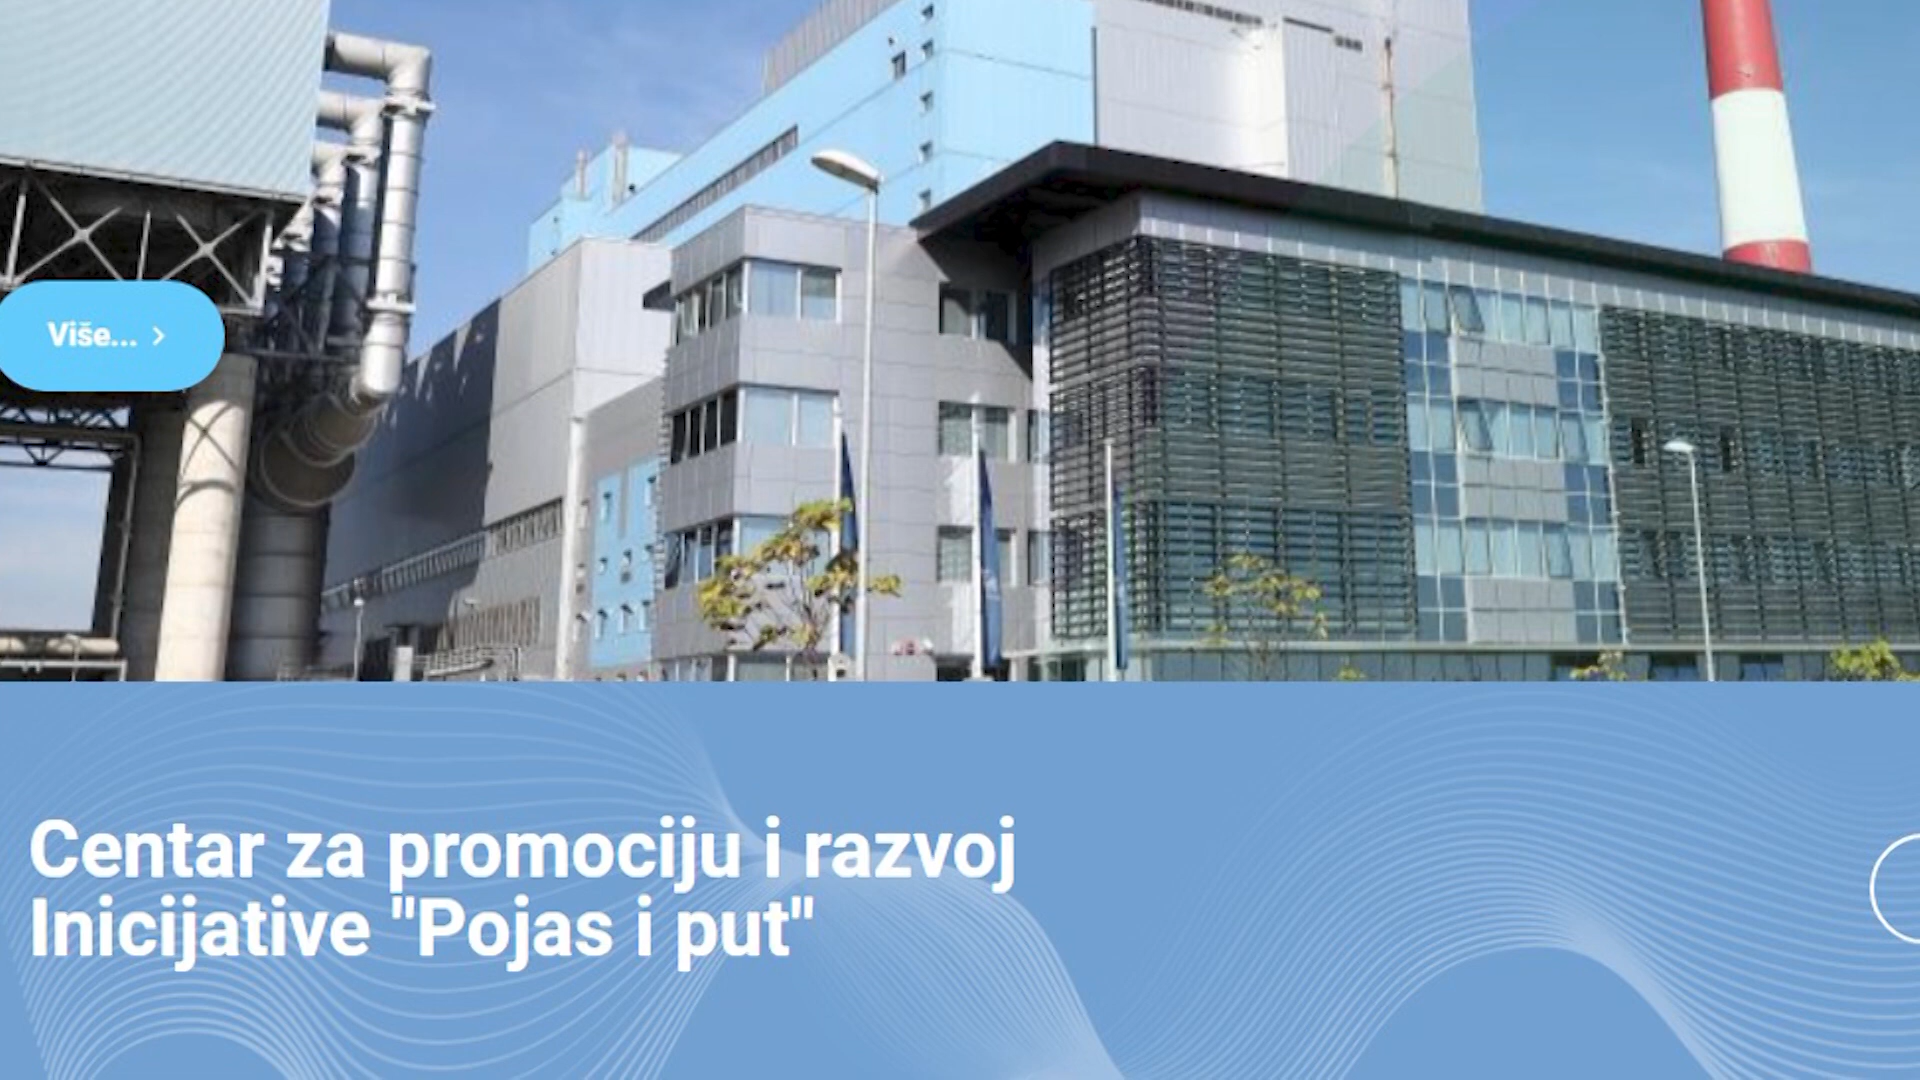 Više...
Centar za promociju i razvoj
Inicijative "Pojas i put"